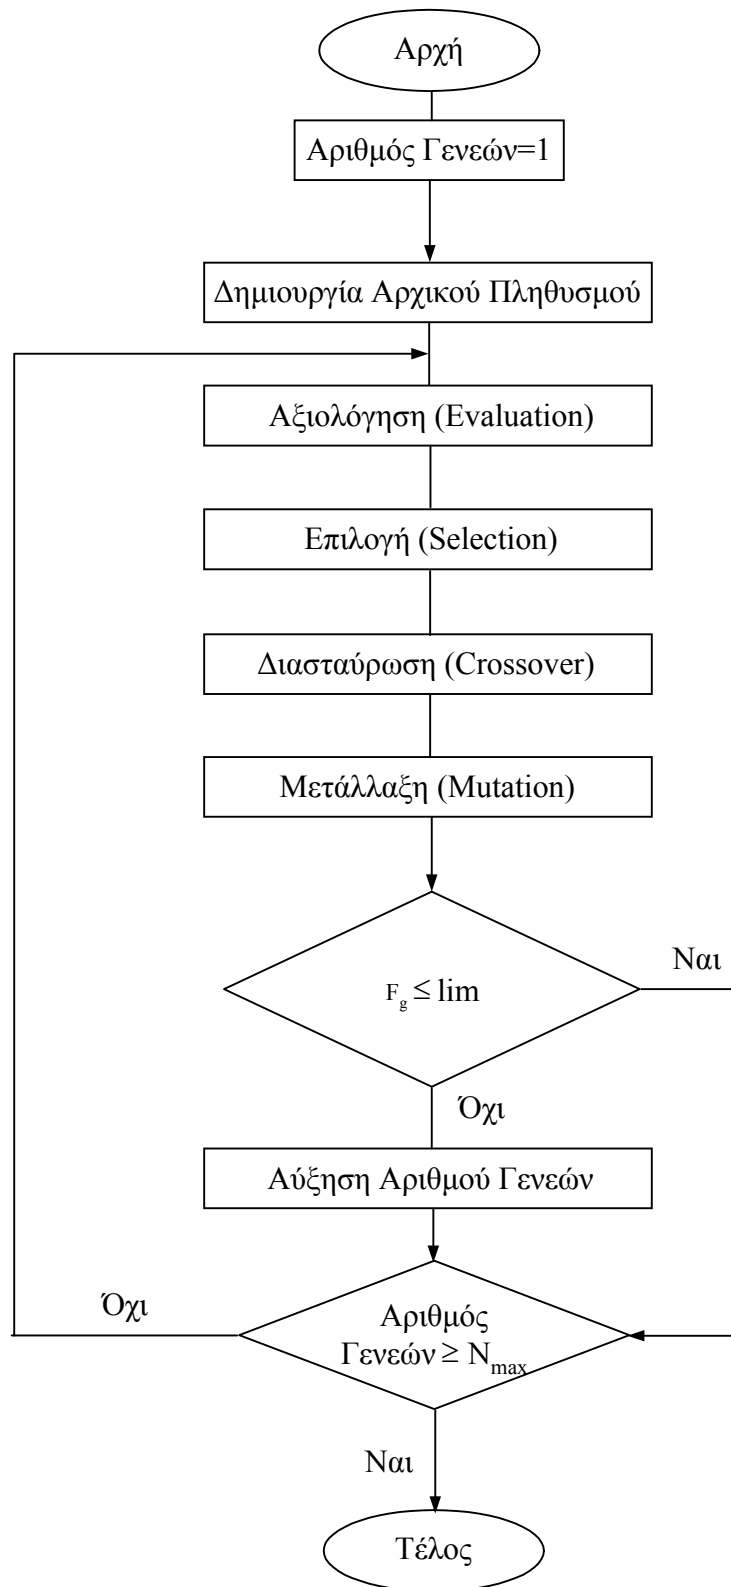 Αρχή
Αριθμός Γενεών=1
Δημιουργία Αρχικού Πληθυσμού
Αξιολόγηση (Evaluation)
Επιλογή (Selection)
Διασταύρωση (Crossover)
Μετάλλαξη (Mutation)
Ναι
F_g ≤ lim
Όχι
Αύξηση Αριθμού Γενεών
Όχι
Αριθμός
Γενεών ≥ N_max
Ναι
Τέλος